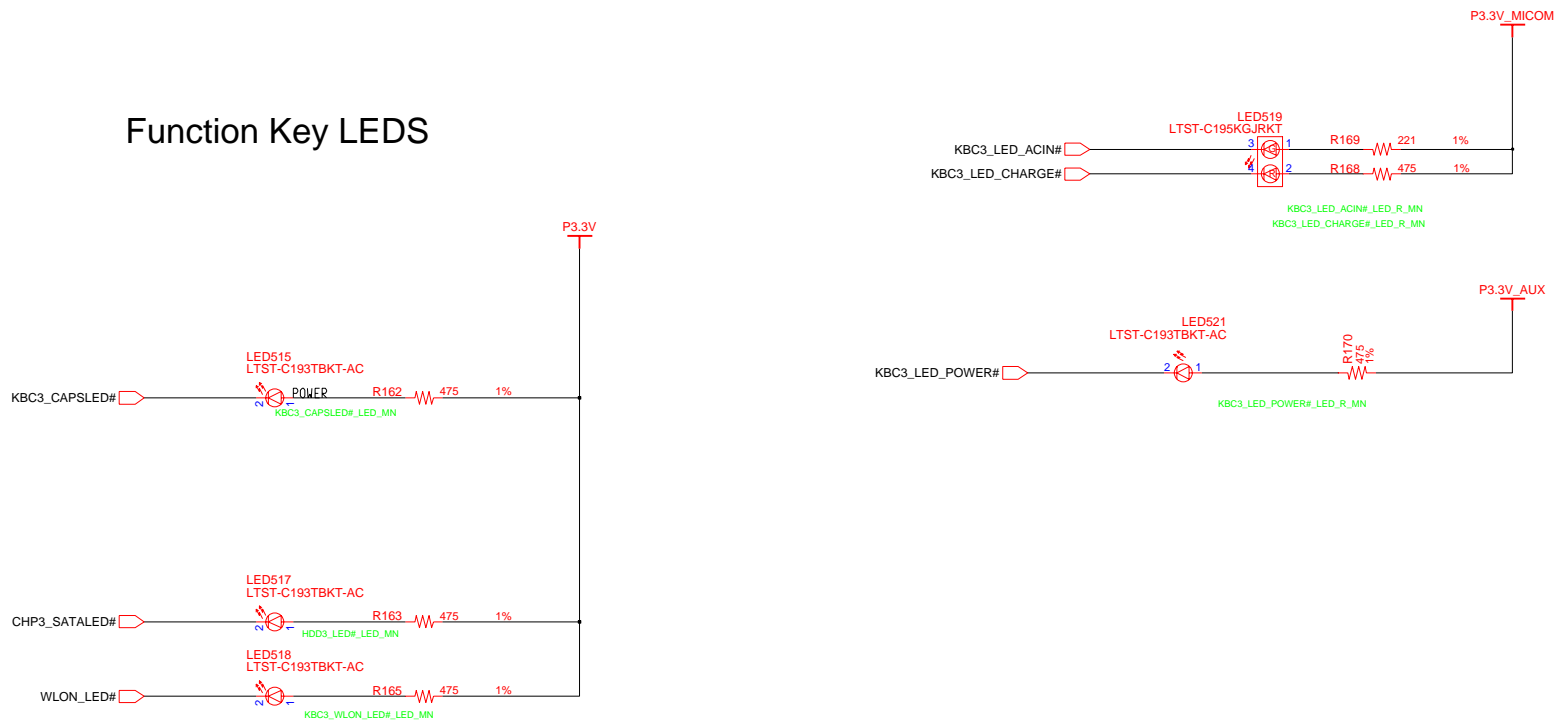 Function Key LEDS
P3.3V_MICOM
LED519
LTST-C195KGJRKT
KBC3_LED_ACIN# 3 G 1 R169 221 1%
KBC3_LED_CHARGE# 4 R 2 R168 475 1%
KBC3_LED_ACIN#_LED_R_MN
KBC3_LED_CHARGE#_LED_R_MN
P3.3V_AUX
LED521
LTST-C193TBKT-AC
KBC3_LED_POWER# 2 1 R170 475 1%
KBC3_LED_POWER#_LED_R_MN
P3.3V
LED515
LTST-C193TBKT-AC
KBC3_CAPSLED# 2 1 POWER R162 475 1%
KBC3_CAPSLED#_LED_MN
LED517
LTST-C193TBKT-AC
CHP3_SATALED# 2 1 R163 475 1%
HDD3_LED#_LED_MN
LED518
LTST-C193TBKT-AC
WLON_LED# 2 1 R165 475 1%
KBC3_WLON_LED#_LED_MN